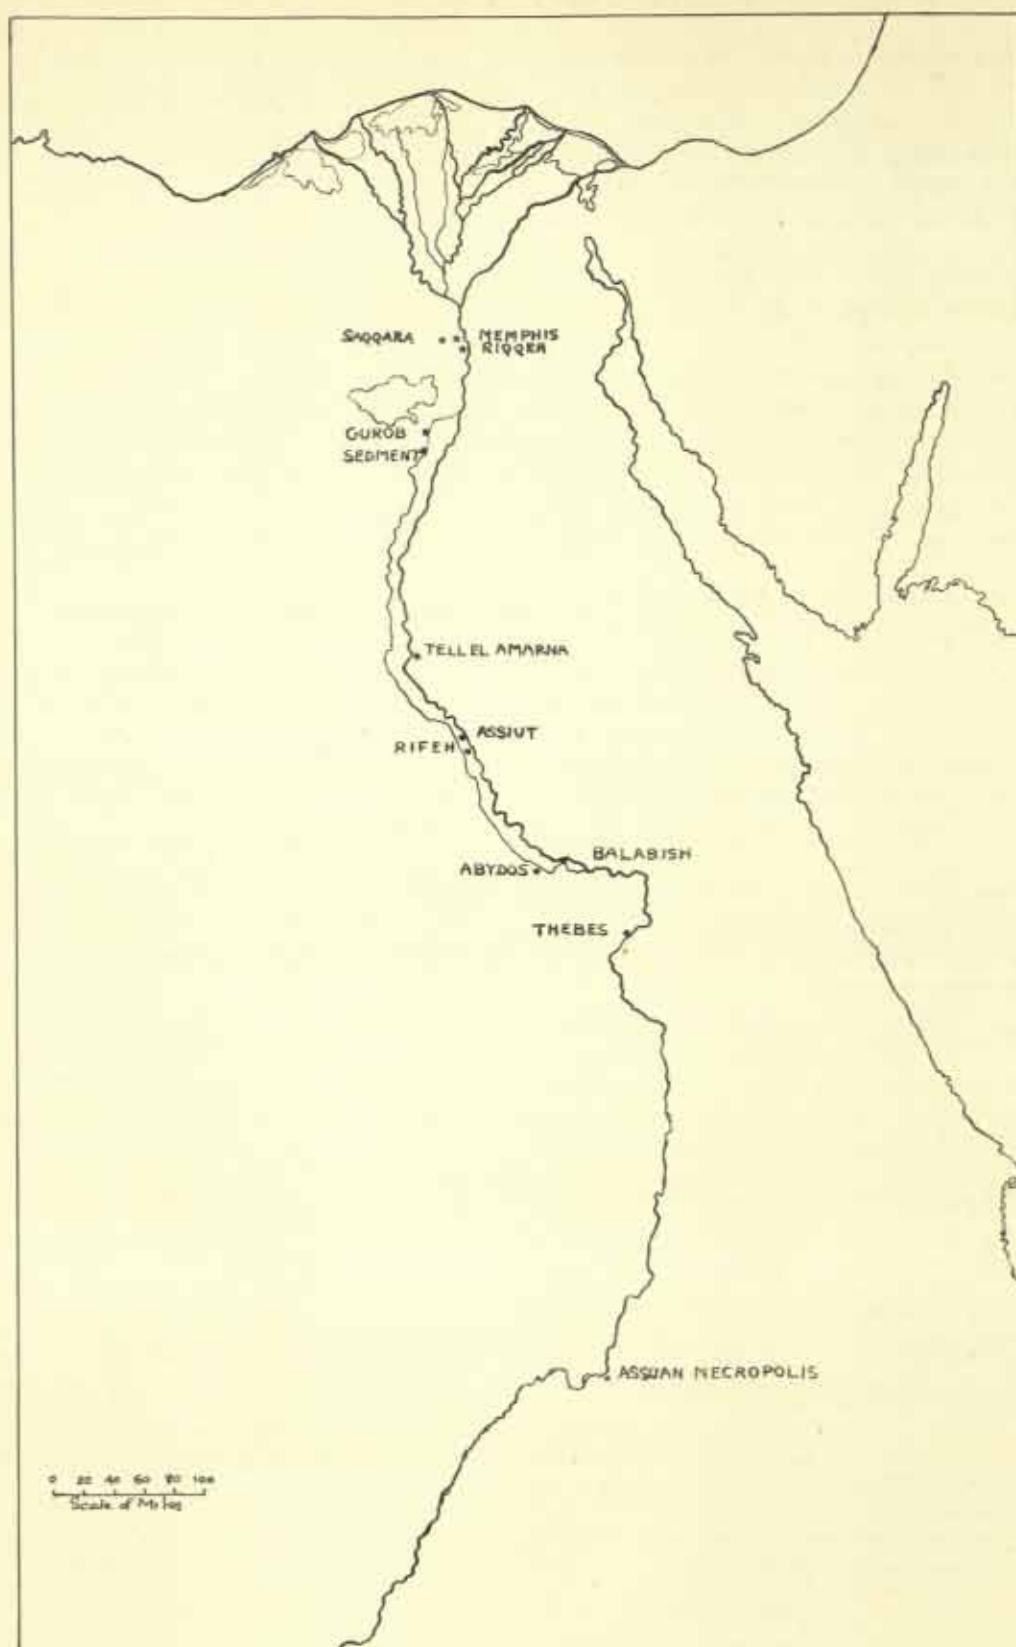 SAQQARA MEMPHIS
RIQQEH
GUROB
SEDMENT
TELL EL AMARNA
ASSIUT
RIFEH
BALABISH
ABYDOS
THEBES
ASSUAN NECROPOLIS
0 20 40 60 80 100
Scale of Miles